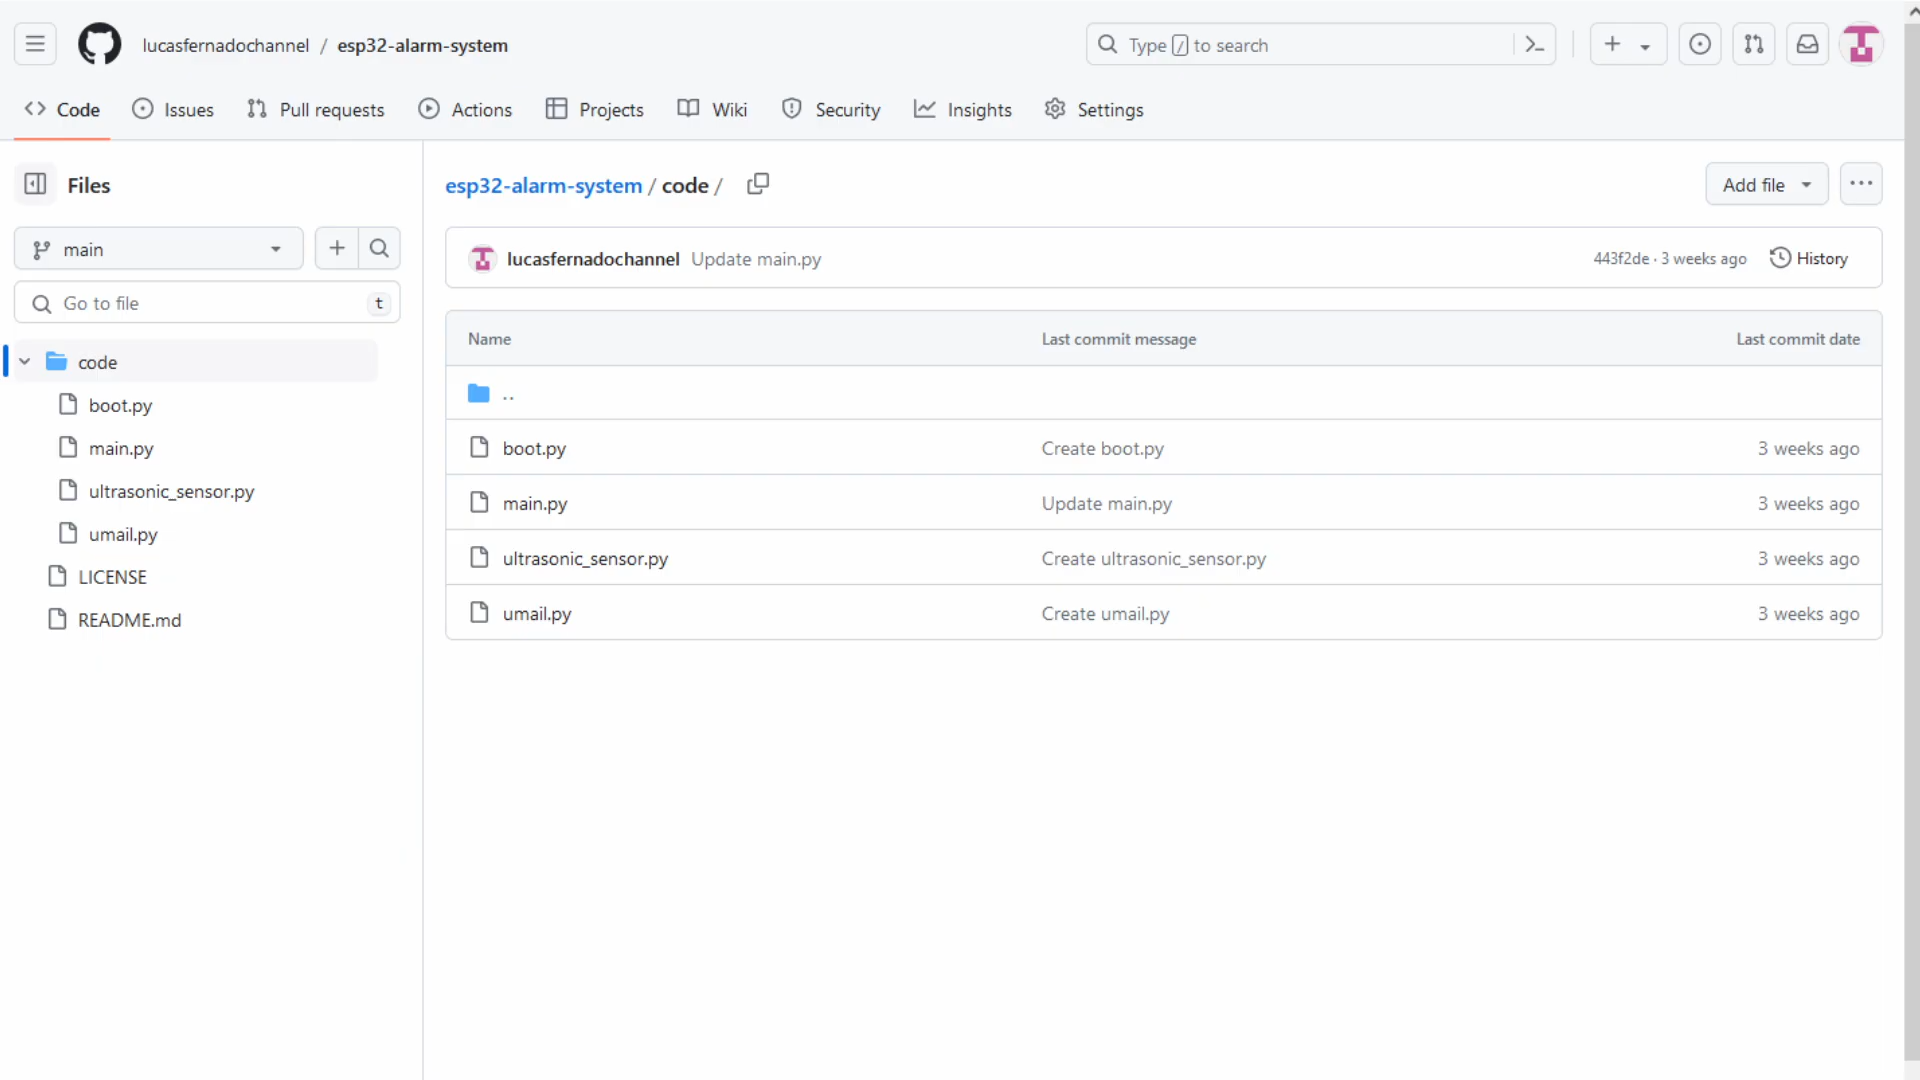 lucasfernadochannel / esp32-alarm-system
Type / to search
Code Issues Pull requests Actions Projects Wiki Security Insights Settings
Files
main
Go to file t
code
boot.py
main.py
ultrasonic_sensor.py
umail.py
LICENSE
README.md
esp32-alarm-system / code /
Add file
lucasfernadochannel Update main.py 443f2de · 3 weeks ago History
Name Last commit message Last commit date
..
boot.py Create boot.py 3 weeks ago
main.py Update main.py 3 weeks ago
ultrasonic_sensor.py Create ultrasonic_sensor.py 3 weeks ago
umail.py Create umail.py 3 weeks ago